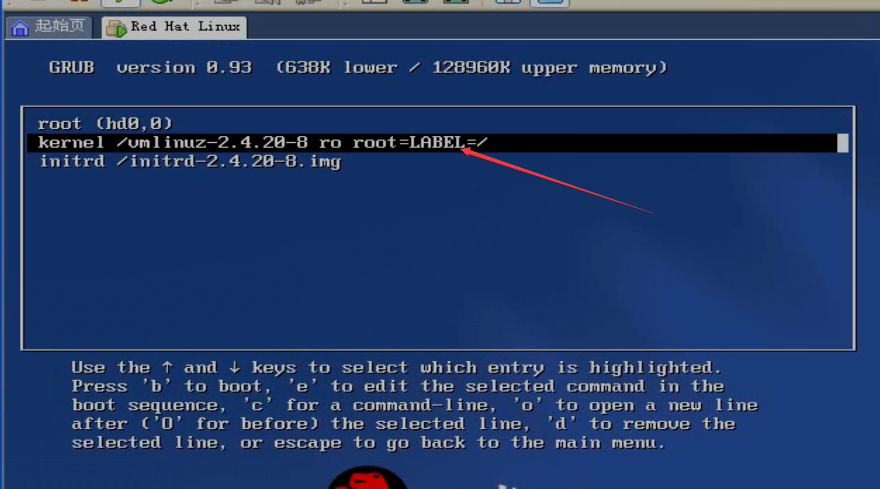 起始页
Red Hat Linux
GRUB version 0.93 (638K lower / 128960K upper memory)
root (hd0,0)
kernel /vmlinuz-2.4.20-8 ro root=LABEL=/
initrd /initrd-2.4.20-8.img
Use the ↑ and ↓ keys to select which entry is highlighted.
Press 'b' to boot, 'e' to edit the selected command in the
boot sequence, 'c' for a command-line, 'o' to open a new line
after ('O' for before) the selected line, 'd' to remove the
selected line, or escape to go back to the main menu.